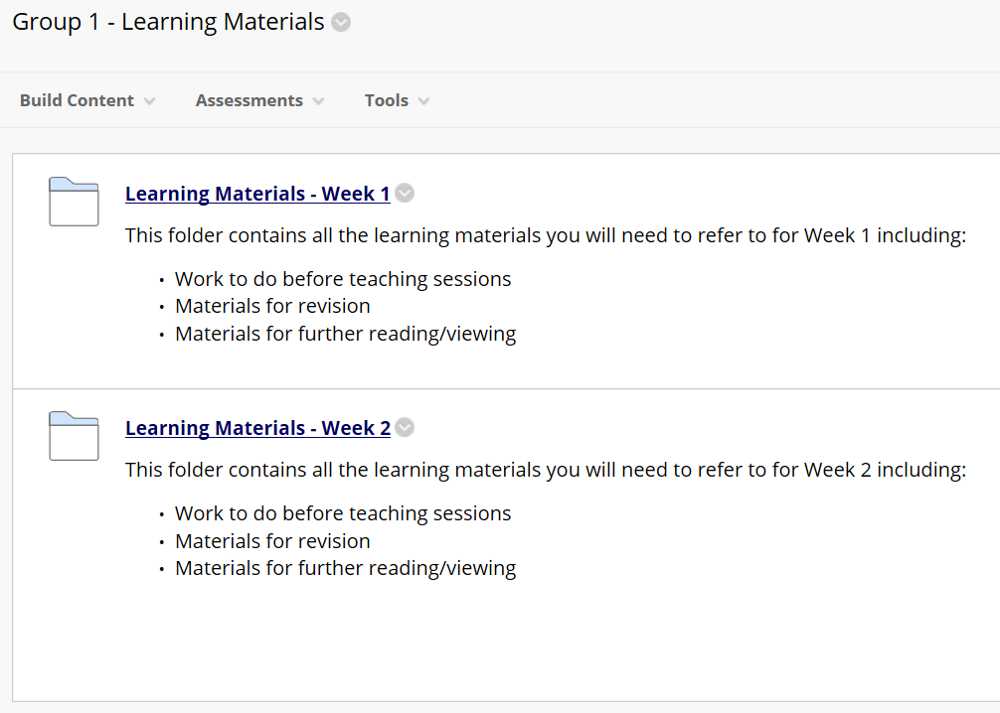 Group 1 - Learning Materials
Build Content Assessments Tools
Learning Materials - Week 1
This folder contains all the learning materials you will need to refer to for Week 1 including:
• Work to do before teaching sessions
• Materials for revision
• Materials for further reading/viewing
Learning Materials - Week 2
This folder contains all the learning materials you will need to refer to for Week 2 including:
• Work to do before teaching sessions
• Materials for revision
• Materials for further reading/viewing